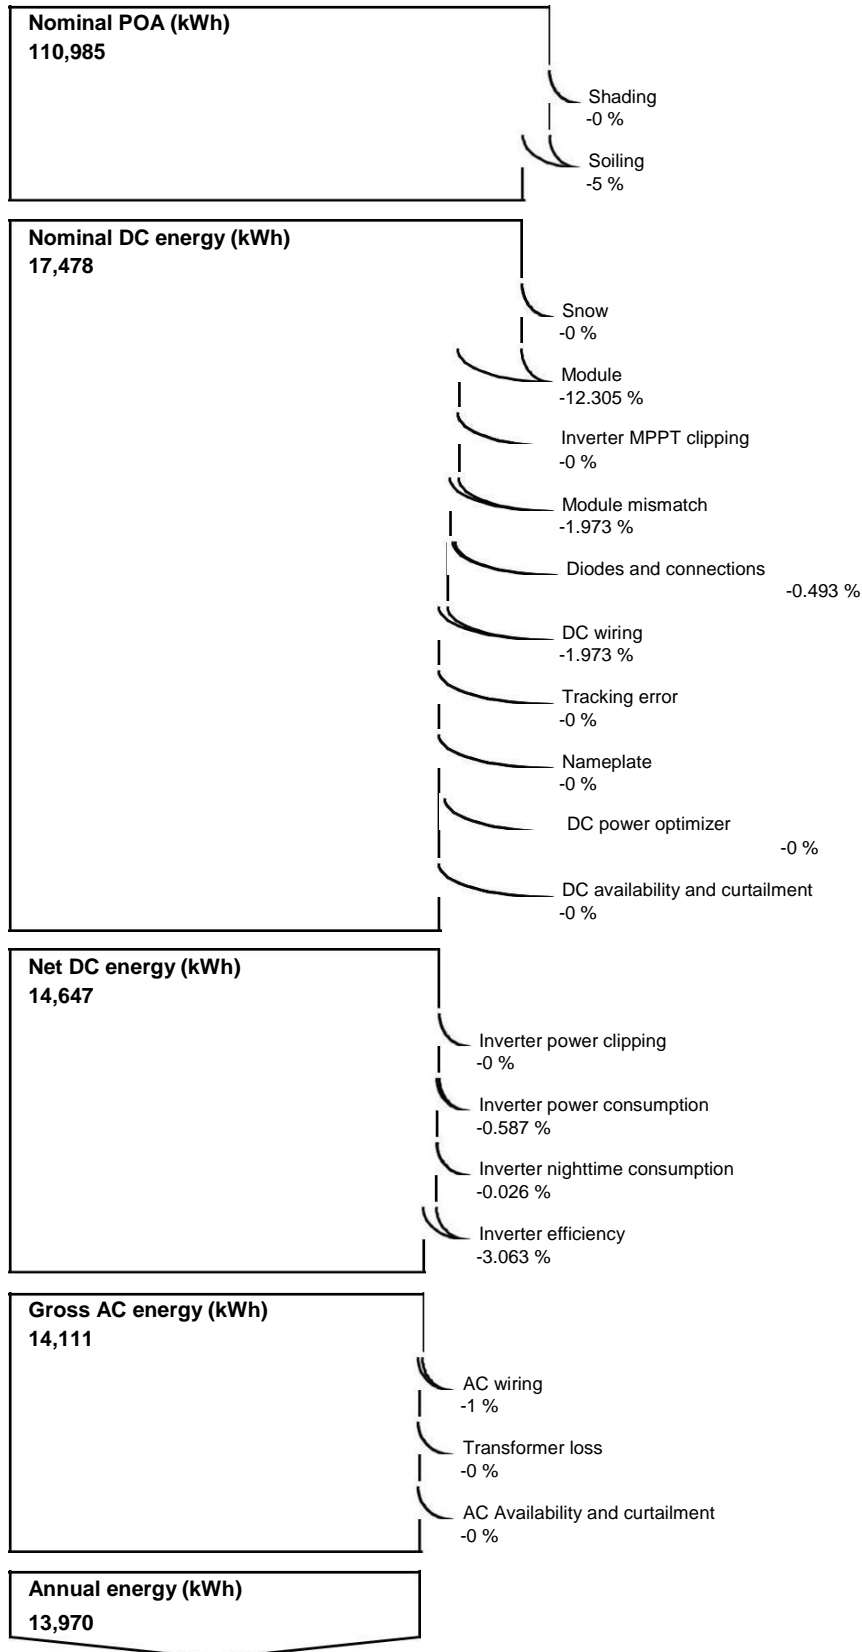 Nominal POA (kWh)
110,985
Shading
-0 %
Soiling
-5 %
Nominal DC energy (kWh)
17,478
Snow
-0 %
Module
-12.305 %
Inverter MPPT clipping
-0 %
Module mismatch
-1.973 %
Diodes and connections
-0.493 %
DC wiring
-1.973 %
Tracking error
-0 %
Nameplate
-0 %
DC power optimizer
-0 %
DC availability and curtailment
-0 %
Net DC energy (kWh)
14,647
Inverter power clipping
-0 %
Inverter power consumption
-0.587 %
Inverter nighttime consumption
-0.026 %
Inverter efficiency
-3.063 %
Gross AC energy (kWh)
14,111
AC wiring
-1 %
Transformer loss
-0 %
AC Availability and curtailment
-0 %
Annual energy (kWh)
13,970